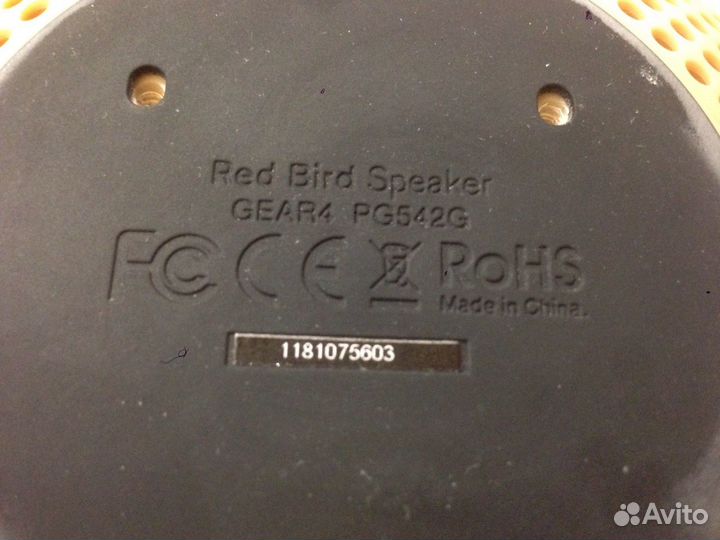 Red Bird Speaker
GEAR4 PG542G
FC CE RoHS
Made in China.
1181075603
Avito